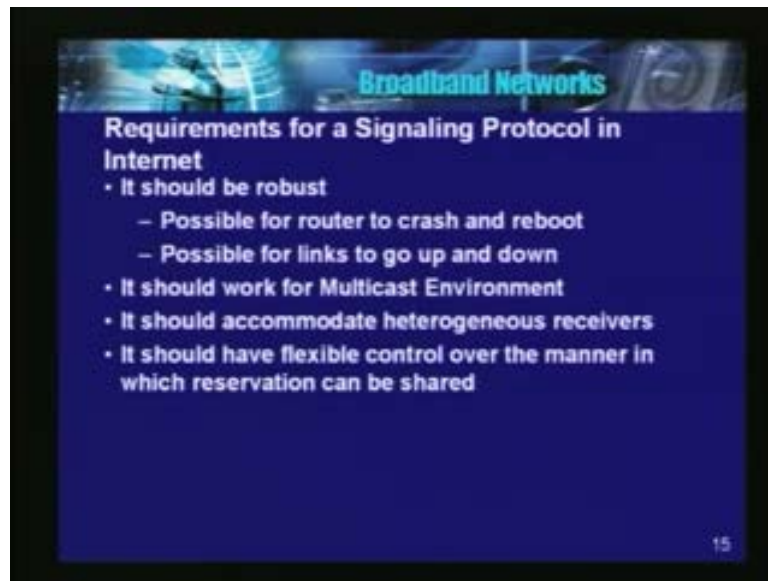 Broadband Networks
Requirements for a Signaling Protocol in
Internet
• It should be robust
– Possible for router to crash and reboot
– Possible for links to go up and down
• It should work for Multicast Environment
• It should accommodate heterogeneous receivers
• It should have flexible control over the manner in
which reservation can be shared
15